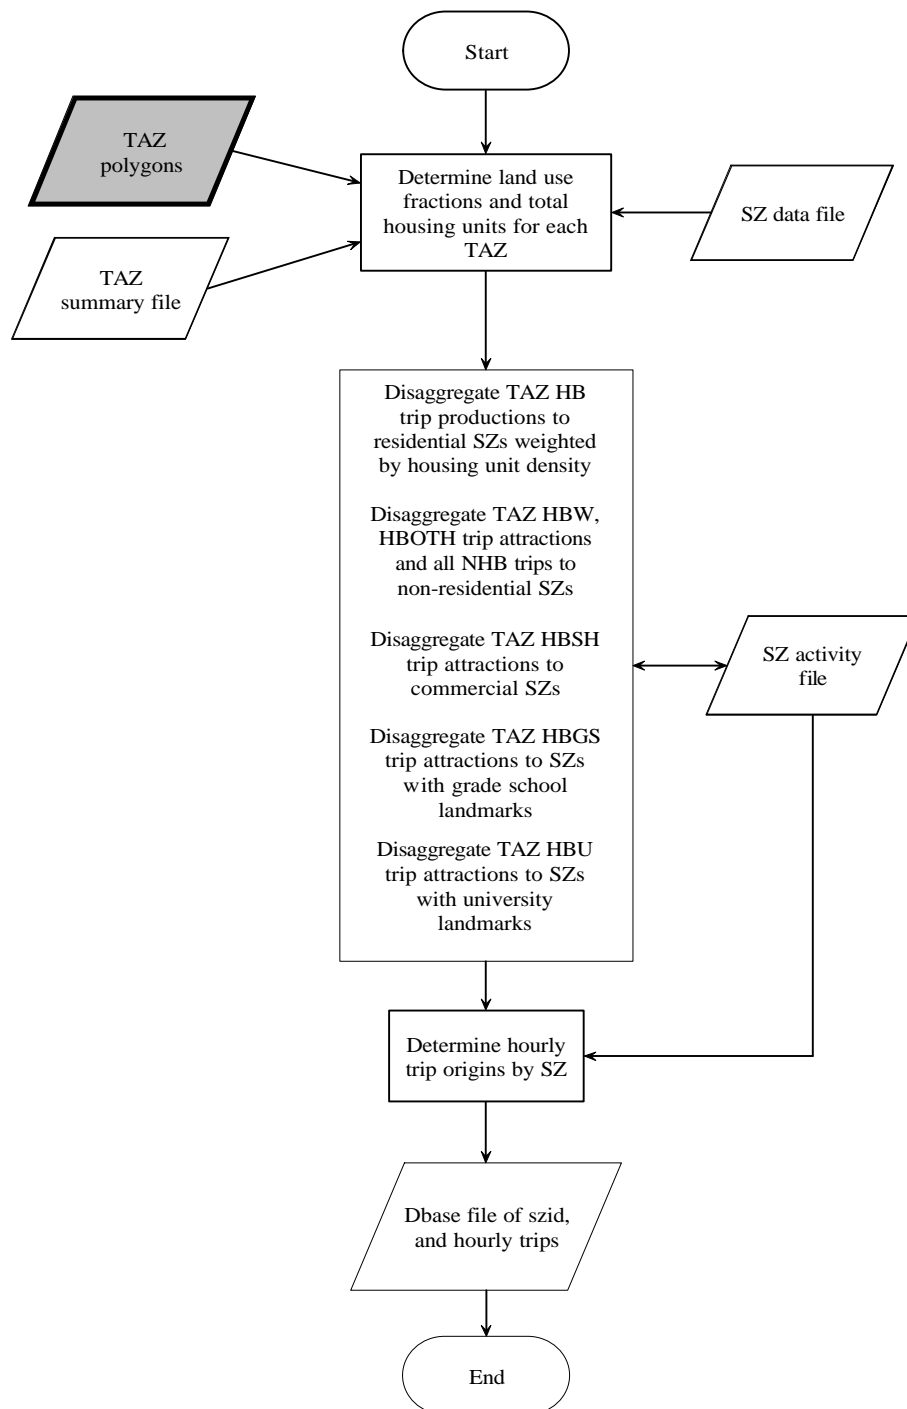 Start
TAZ
polygons
Determine land use
fractions and total
housing units for each
TAZ
SZ data file
TAZ
summary file
Disaggregate TAZ HB
trip productions to
residential SZs weighted
by housing unit density
Disaggregate TAZ HBW,
HBOTH trip attractions
and all NHB trips to
non-residential SZs
Disaggregate TAZ HBSH
trip attractions to
commercial SZs
SZ activity
file
Disaggregate TAZ HBGS
trip attractions to SZs
with grade school
landmarks
Disaggregate TAZ HBU
trip attractions to SZs
with university
landmarks
Determine hourly
trip origins by SZ
Dbase file of szid,
and hourly trips
End